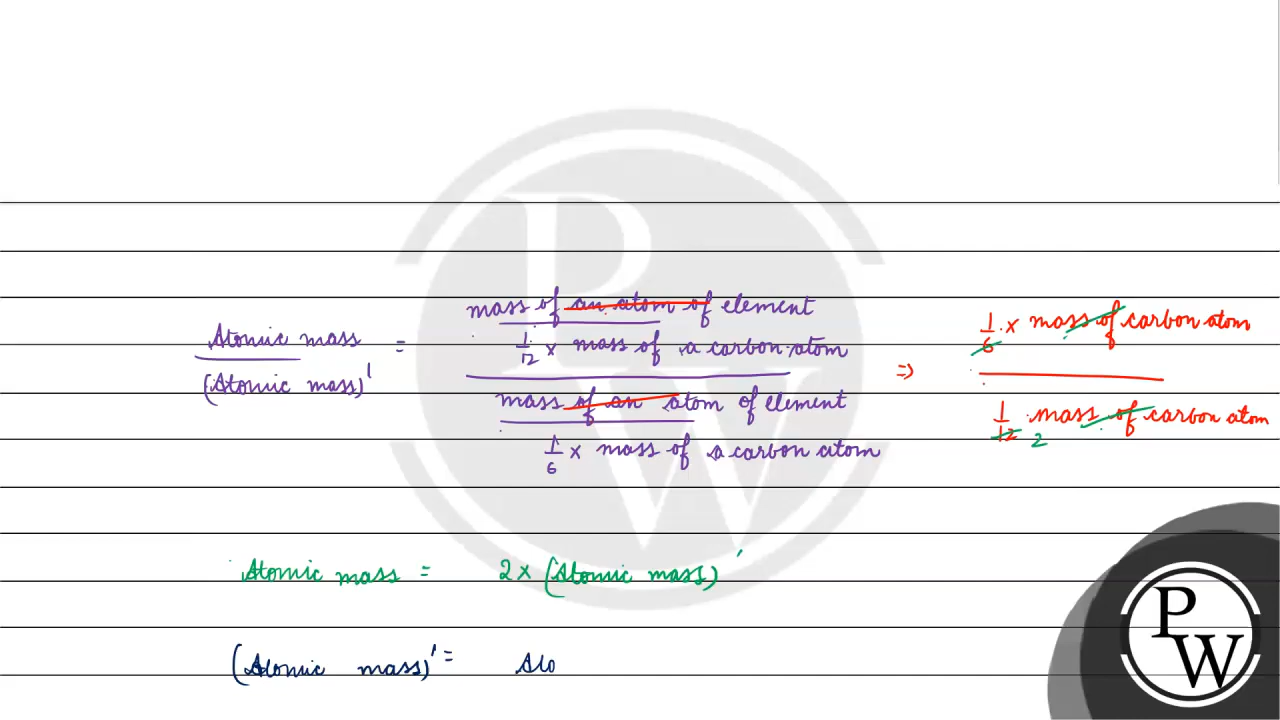 Atomic mass / (Atomic mass)' = mass of an atom of element / 1/12 × mass of a carbon atom / mass of an atom of element / 1/6 × mass of a carbon atom ⇒ 1/6 × mass of carbon atom / 1/12 mass of carbon atom
2
Atomic mass = 2 × (Atomic mass)'
(Atomic mass)' = Ato
P
W
P
W